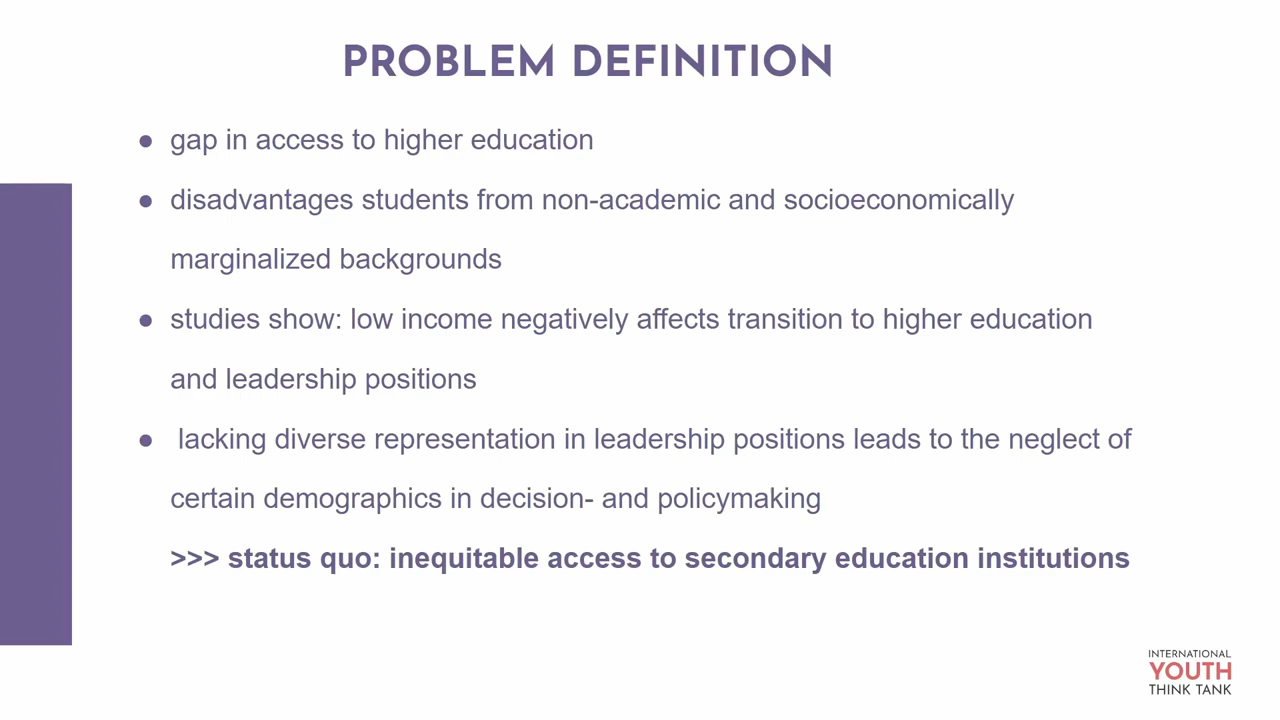 PROBLEM DEFINITION
● gap in access to higher education
● disadvantages students from non-academic and socioeconomically
marginalized backgrounds
● studies show: low income negatively affects transition to higher education
and leadership positions
● lacking diverse representation in leadership positions leads to the neglect of
certain demographics in decision- and policymaking
>>> status quo: inequitable access to secondary education institutions
INTERNATIONAL
YOUTH
THINK TANK